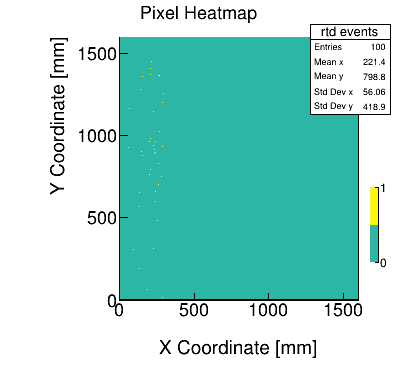 Pixel Heatmap
rtd events
Entries 100
Mean x 221.4
Mean y 798.8
Std Dev x 56.06
Std Dev y 418.9
Y Coordinate [mm]
1500
1000
500
0
0 500 1000 1500
X Coordinate [mm]
1
0